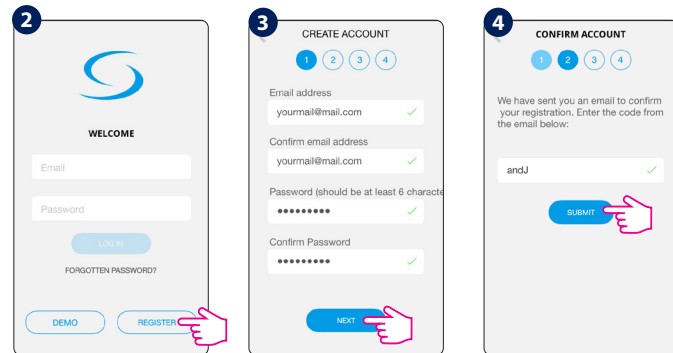 2
WELCOME
Email
Password
LOG IN
FORGOTTEN PASSWORD?
DEMO
REGISTER
3
CREATE ACCOUNT
1 2 3 4
Email address
yourmail@mail.com
Confirm email address
yourmail@mail.com
Password (should be at least 6 characte
Confirm Password
NEXT
4
CONFIRM ACCOUNT
1 2 3 4
We have sent you an email to confirm
your registration. Enter the code from
the email below:
andJ
SUBMIT